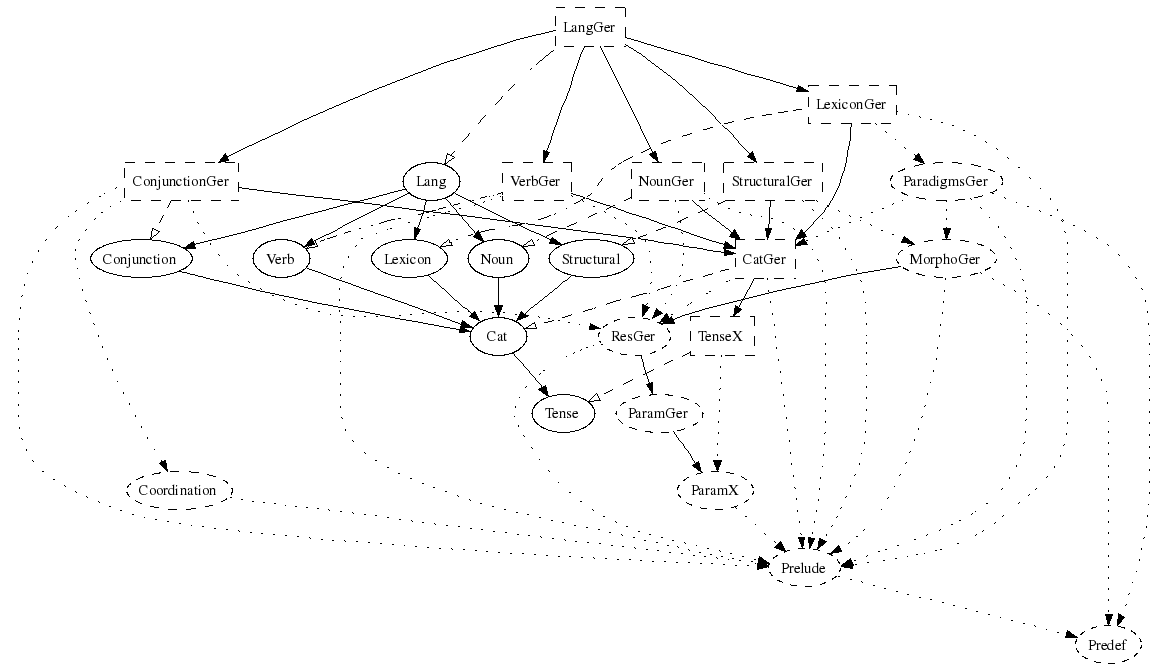 LangGer
LexiconGer
ConjunctionGer
Lang
VerbGer
NounGer
StructuralGer
ParadigmsGer
Conjunction
Verb
Lexicon
Noun
Structural
CatGer
MorphoGer
Cat
ResGer
TenseX
Tense
ParamGer
Coordination
ParamX
Prelude
Predef